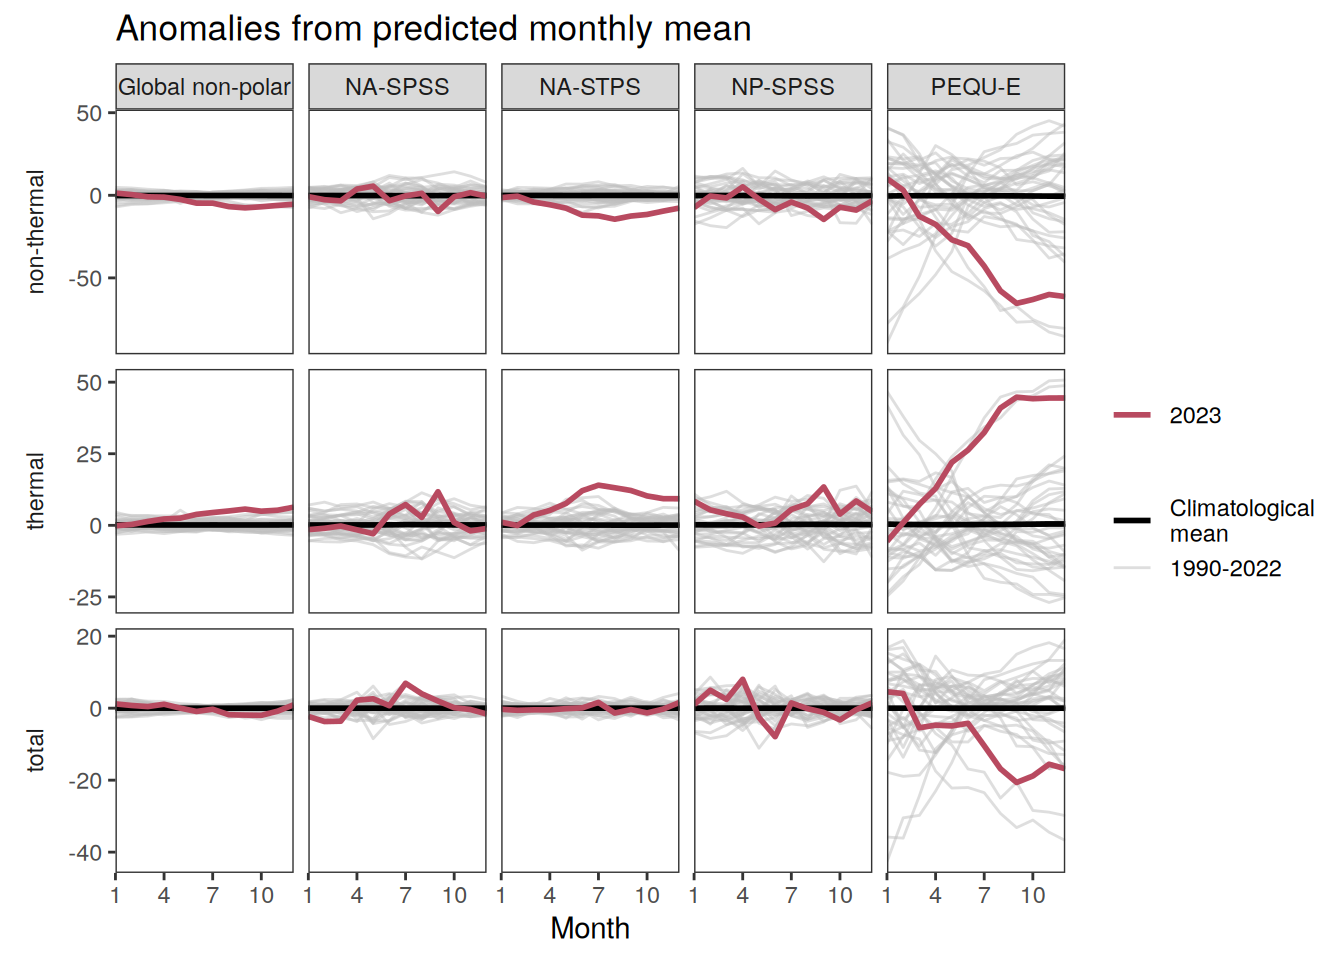 Anomalies from predicted monthly mean
Global non-polar NA-SPSS NA-STPS NP-SPSS PEQU-E
non-thermal
50
0
-50
thermal
50
25
0
-25
total
20
0
-20
-40
1 4 7 10 1 4 7 10 1 4 7 10 1 4 7 10 1 4 7 10
Month
2023
Climatological
mean
1990-2022